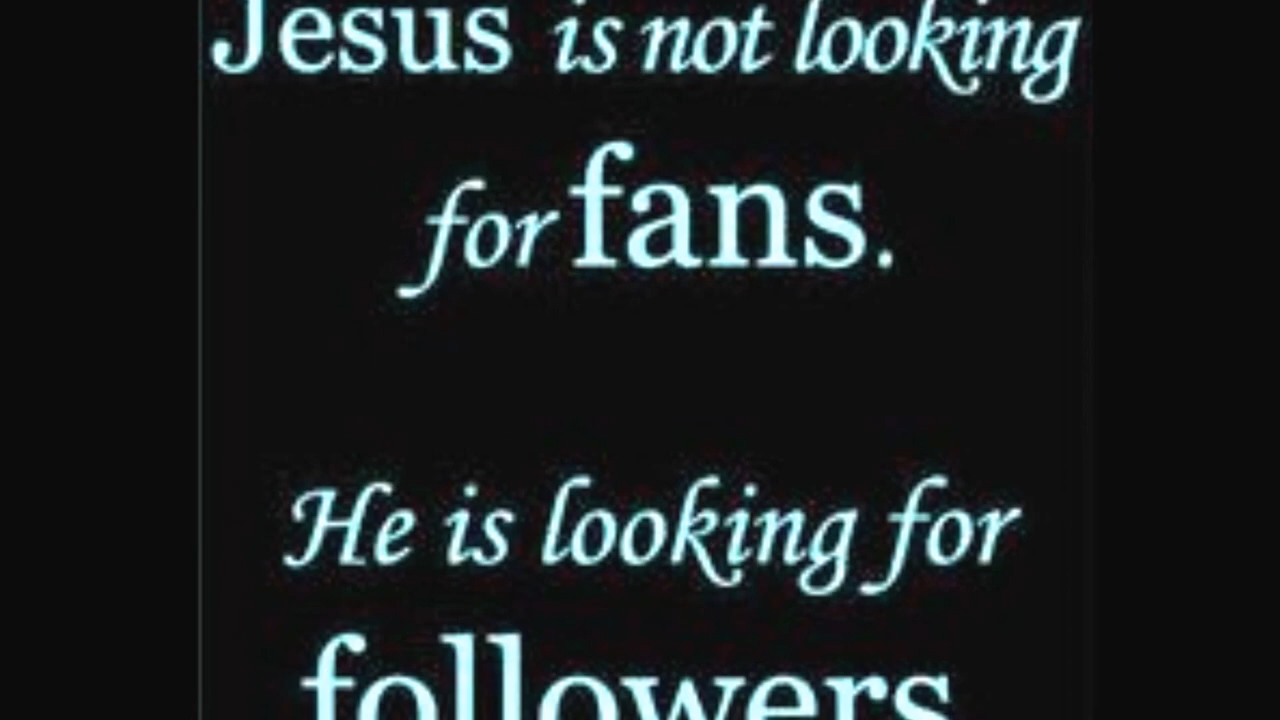 Jesus is not looking
for fans.
He is looking for
followers